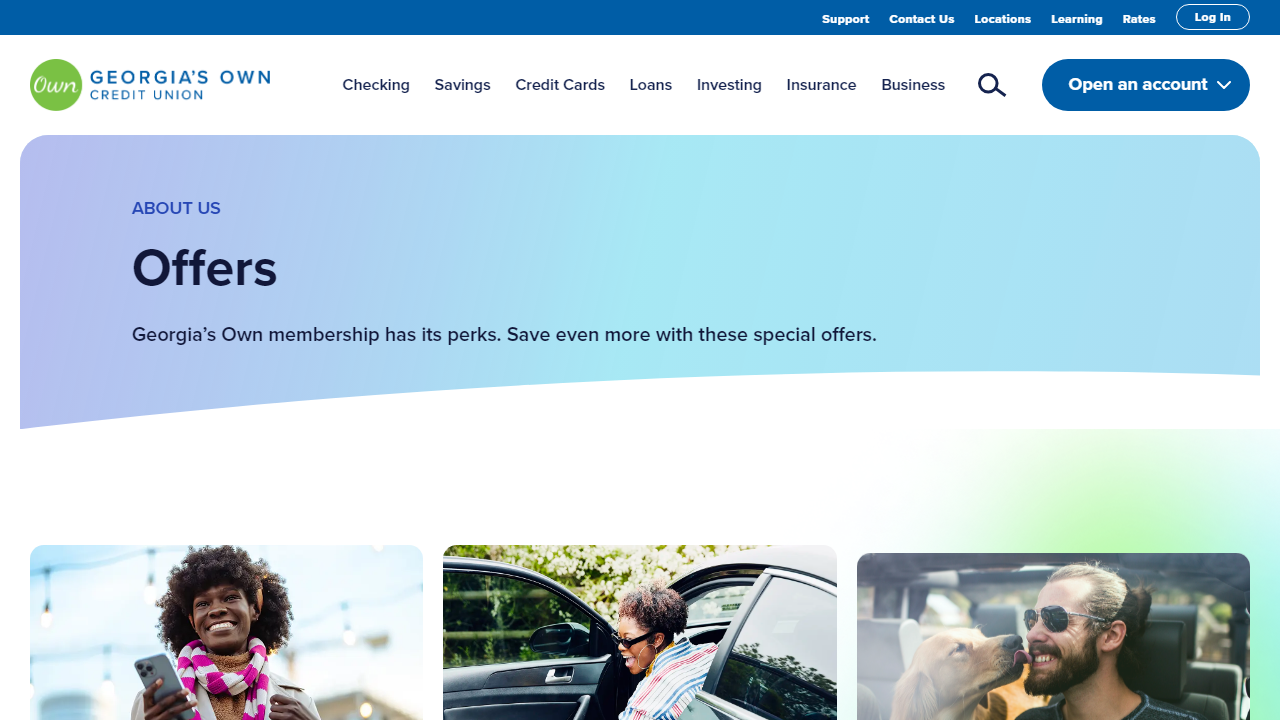 Support Contact Us Locations Learning Rates Log In
Own GEORGIA'S OWN
CREDIT UNION
Checking Savings Credit Cards Loans Investing Insurance Business Open an account
ABOUT US
Offers
Georgia’s Own membership has its perks. Save even more with these special offers.